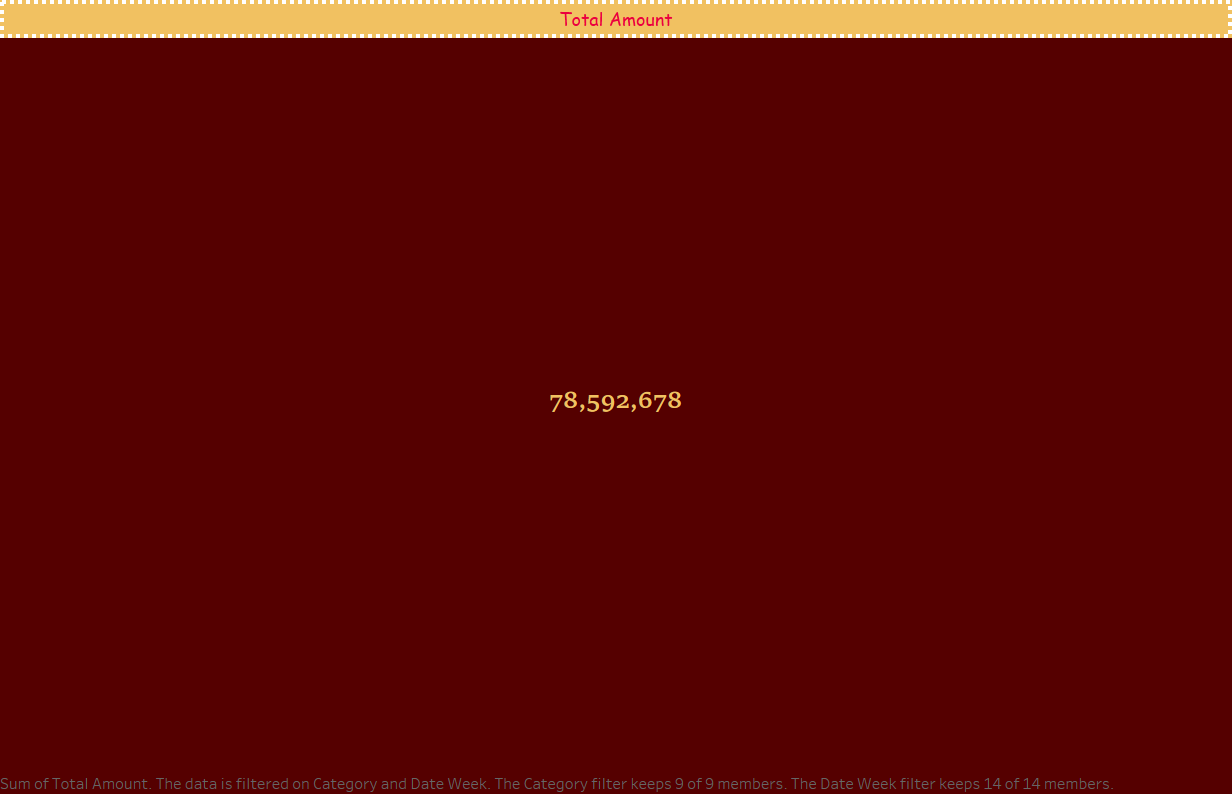 Total Amount
78,592,678
Sum of Total Amount. The data is filtered on Category and Date Week. The Category filter keeps 9 of 9 members. The Date Week filter keeps 14 of 14 members.